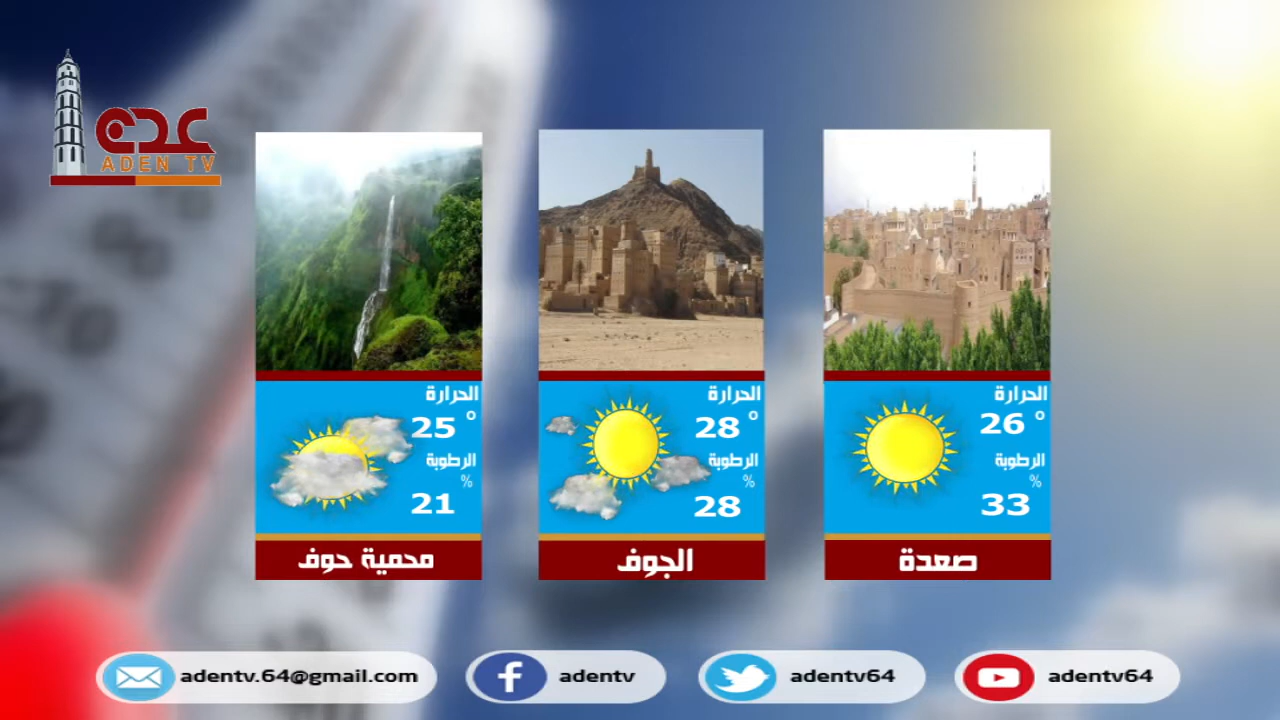 عدن
ADEN TV
الحرارة
26 °
الرطوبة
%
33
صعدة
الحرارة
28 °
الرطوبة
%
28
الجوف
الحرارة
25 °
الرطوبة
%
21
محمية حوف
adentv.64@gmail.com
adentv
adentv64
adentv64